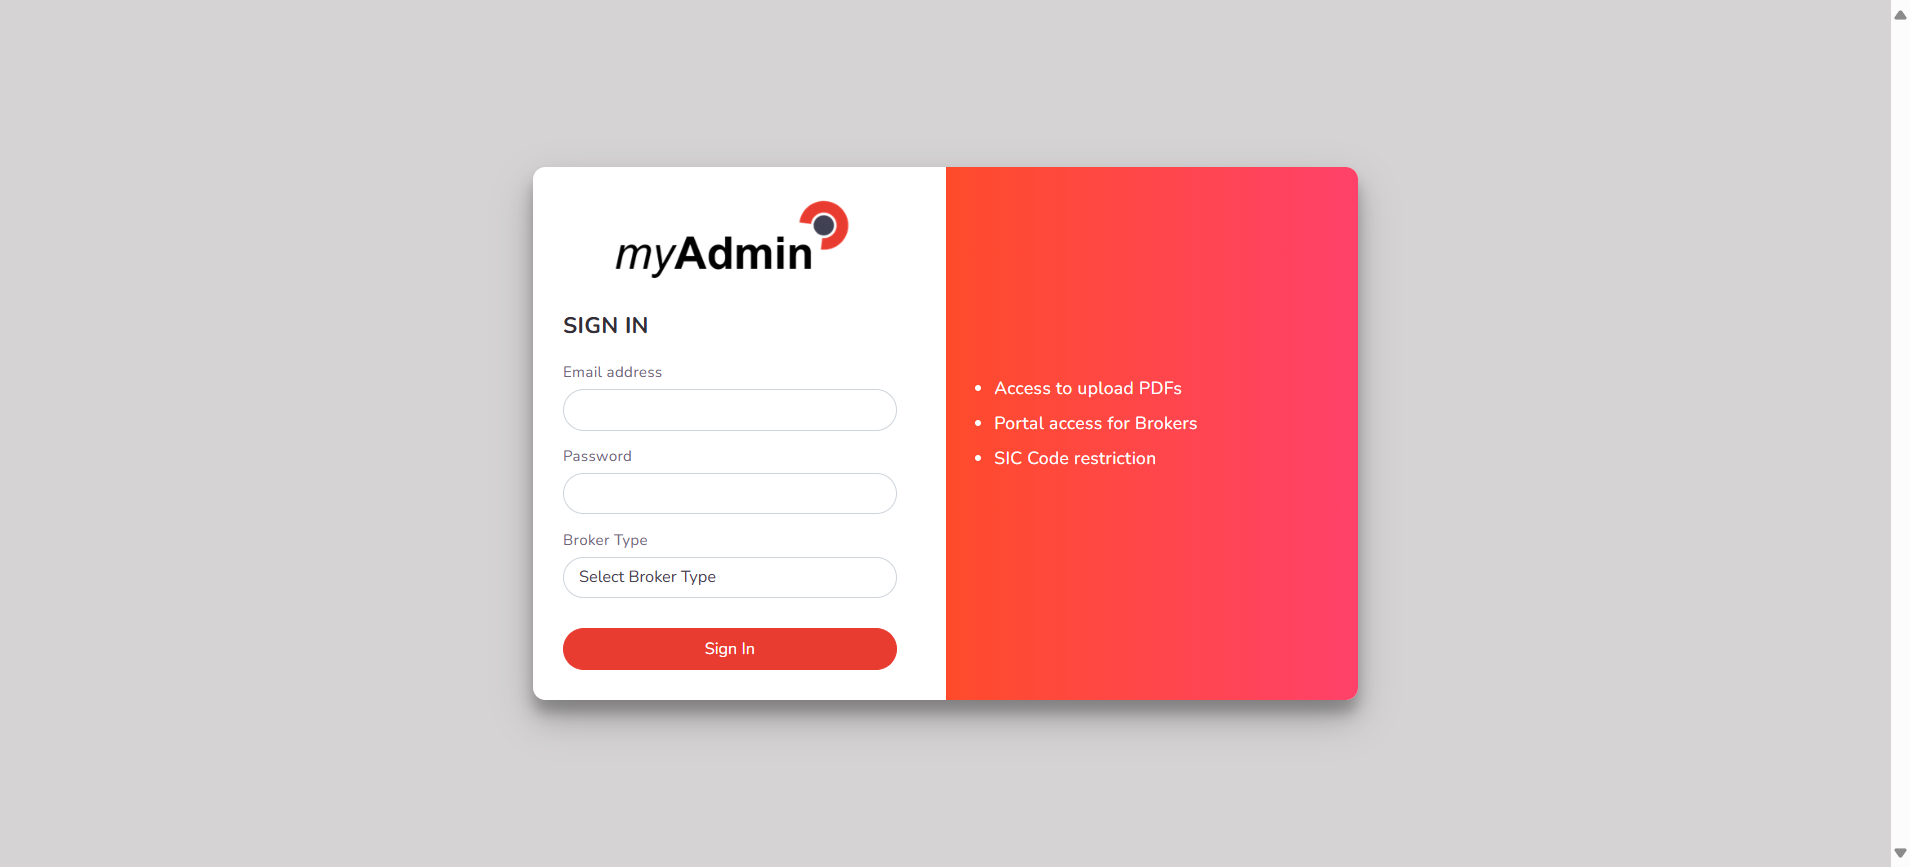 myAdmin
SIGN IN
Email address
Password
Broker Type
Select Broker Type
Sign In
Access to upload PDFs
Portal access for Brokers
SIC Code restriction